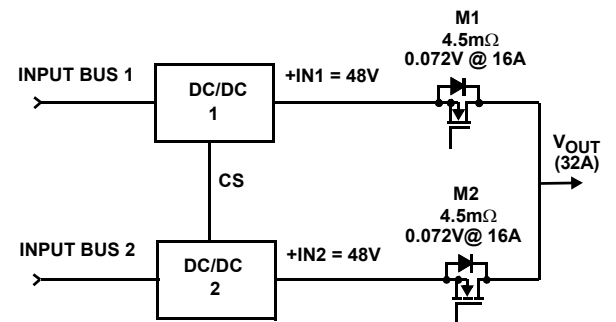 M1
4.5mΩ
0.072V @ 16A
INPUT BUS 1
DC/DC
1
+IN1 = 48V
VOUT
(32A)
CS
M2
4.5mΩ
0.072V@ 16A
INPUT BUS 2
DC/DC
2
+IN2 = 48V